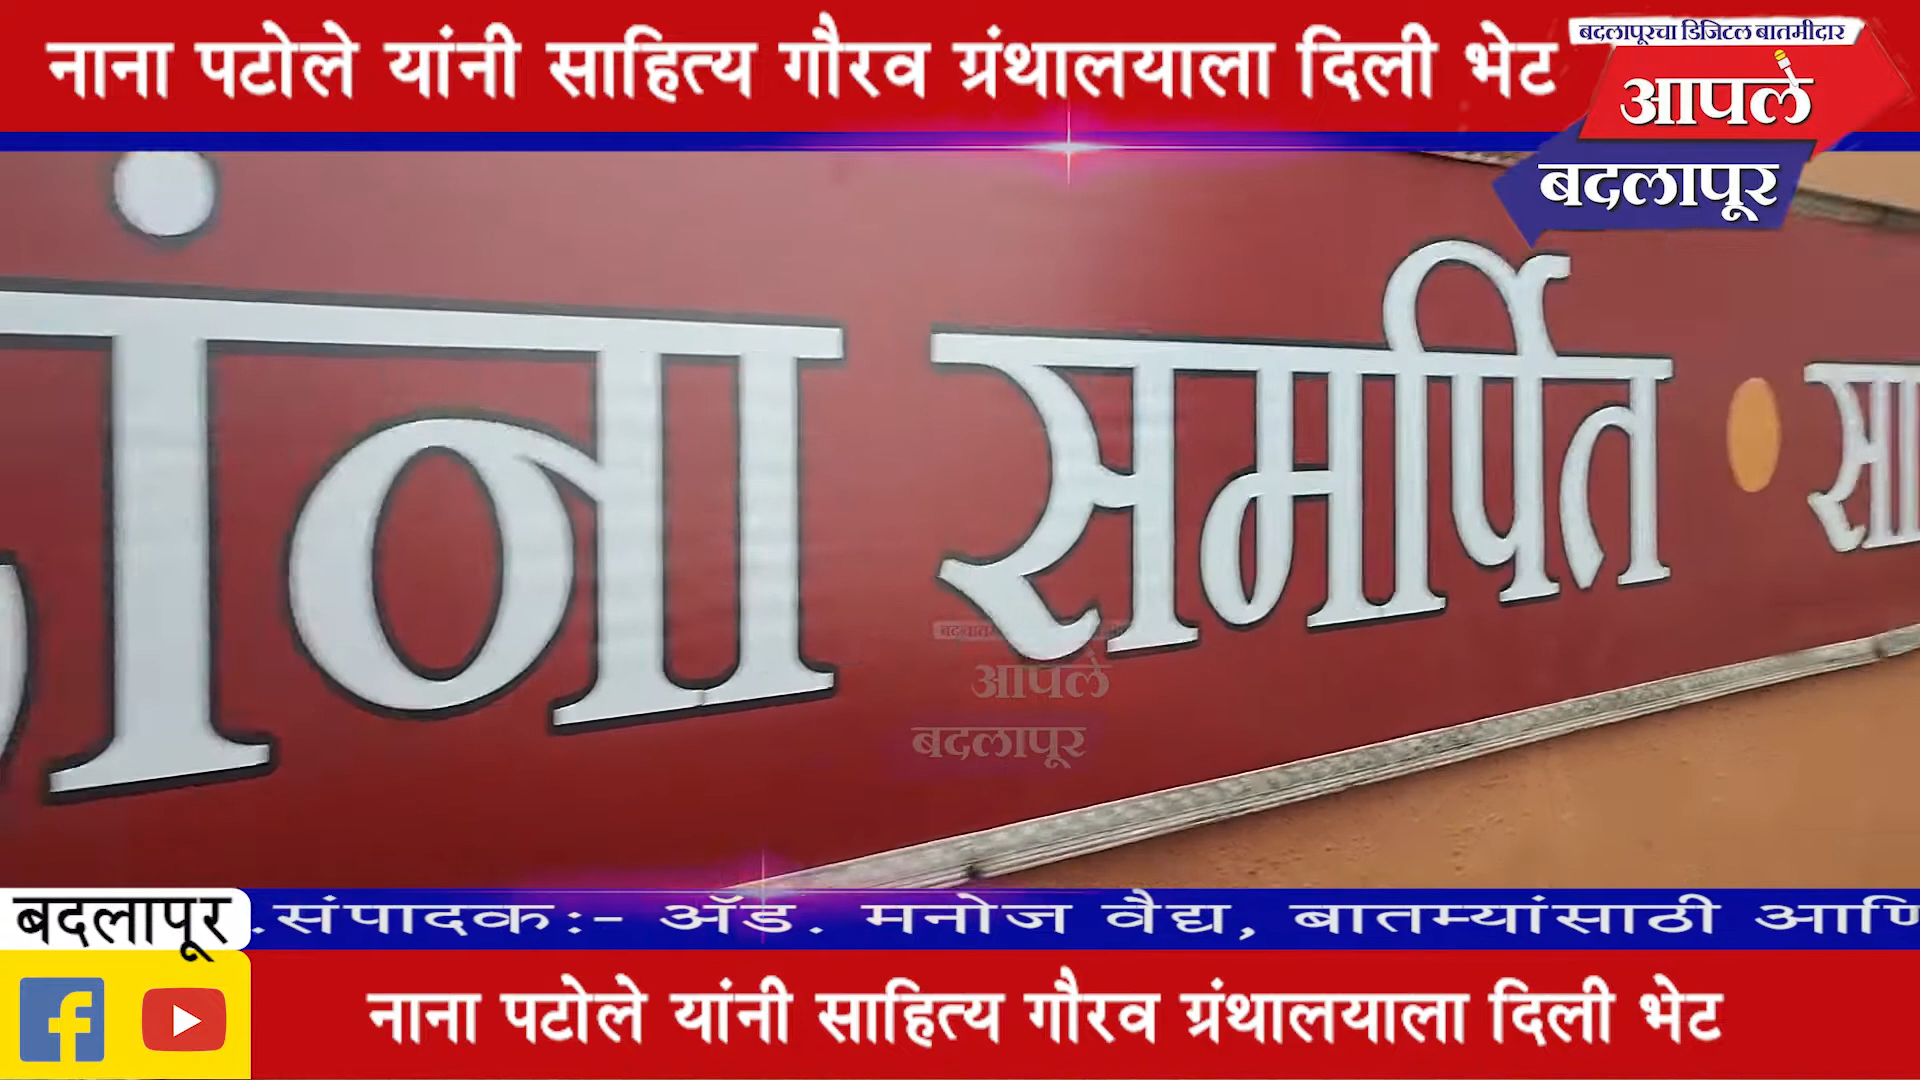 नाना पटोले यांनी साहित्य गौरव ग्रंथालयाला दिली भेट
बदलापूरचा डिजिटल बातमीदार
आपले
बदलापूर
ांना समर्पित • सा
आपले
बदलापूर
बदलापूर
.संपादक:- ॲड. मनोज वैद्य, बातम्यांसाठी आणि
नाना पटोले यांनी साहित्य गौरव ग्रंथालयाला दिली भेट